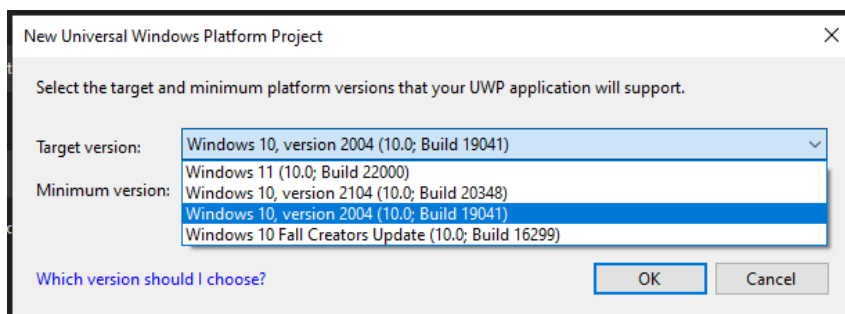 New Universal Windows Platform Project
Select the target and minimum platform versions that your UWP application will support.
Target version:
Windows 10, version 2004 (10.0; Build 19041)
Windows 11 (10.0; Build 22000)
Minimum version:
Windows 10, version 2104 (10.0; Build 20348)
Windows 10, version 2004 (10.0; Build 19041)
Windows 10 Fall Creators Update (10.0; Build 16299)
Which version should I choose?
OK
Cancel